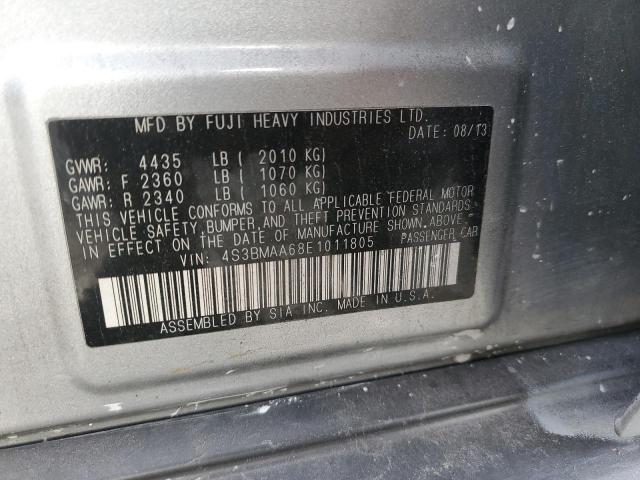 MFD BY FUJI HEAVY INDUSTRIES LTD.
DATE: 08/13
GVWR: 4435 LB ( 2010 KG)
GAWR: F 2360 LB ( 1070 KG)
GAWR: R 2340 LB ( 1060 KG)
THIS VEHICLE CONFORMS TO ALL APPLICABLE FEDERAL MOTOR
VEHICLE SAFETY, BUMPER, AND THEFT PREVENTION STANDARDS
IN EFFECT ON THE DATE OF MANUFACTURE SHOWN ABOVE.
VIN: 4S3BMAA68E1011805 PASSENGER CAR
ASSEMBLED BY SIA INC. MADE IN U.S.A.